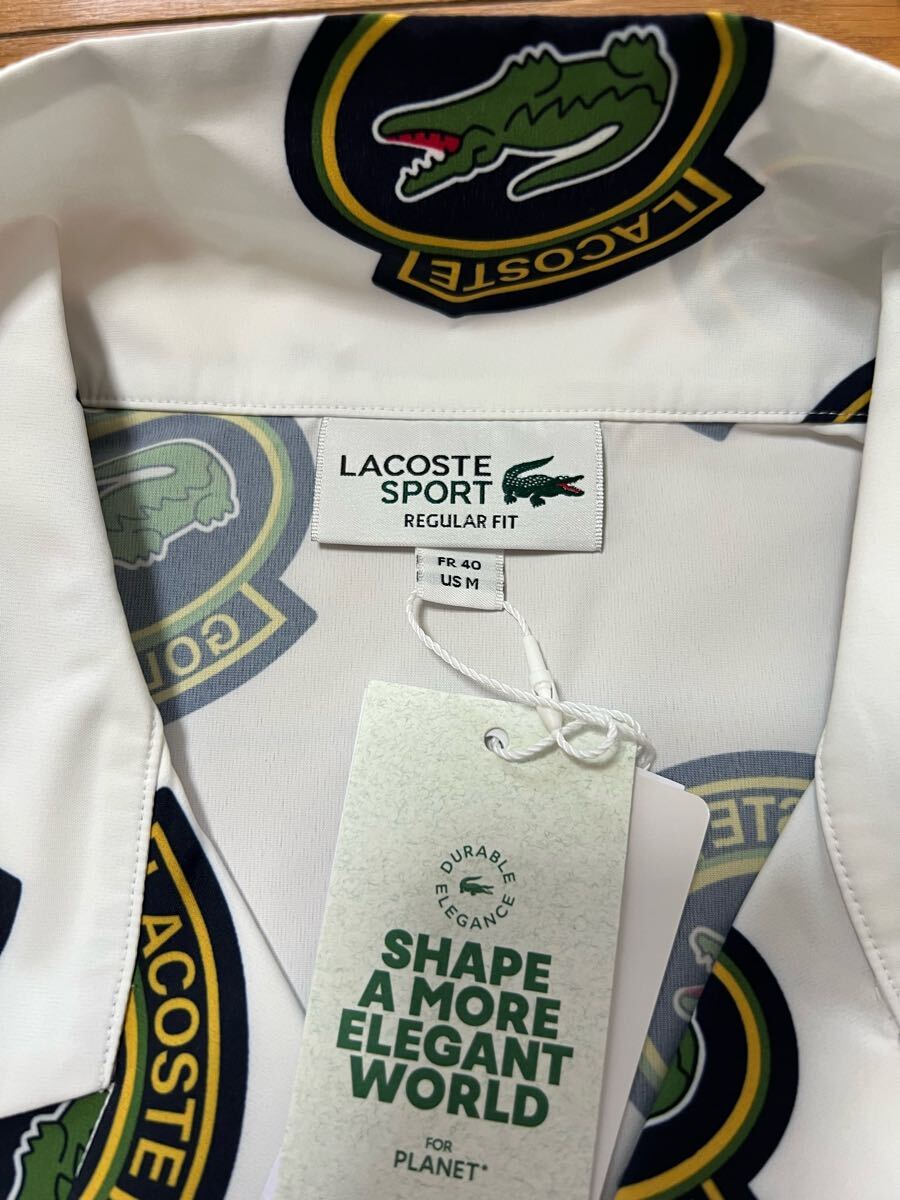 LACOSTE
LACOSTE
SPORT
REGULAR FIT
FR 40
US M
DURABLE
ELEGANCE
SHAPE
A MORE
ELEGANT
WORLD
FOR
PLANET*
LACOSTE